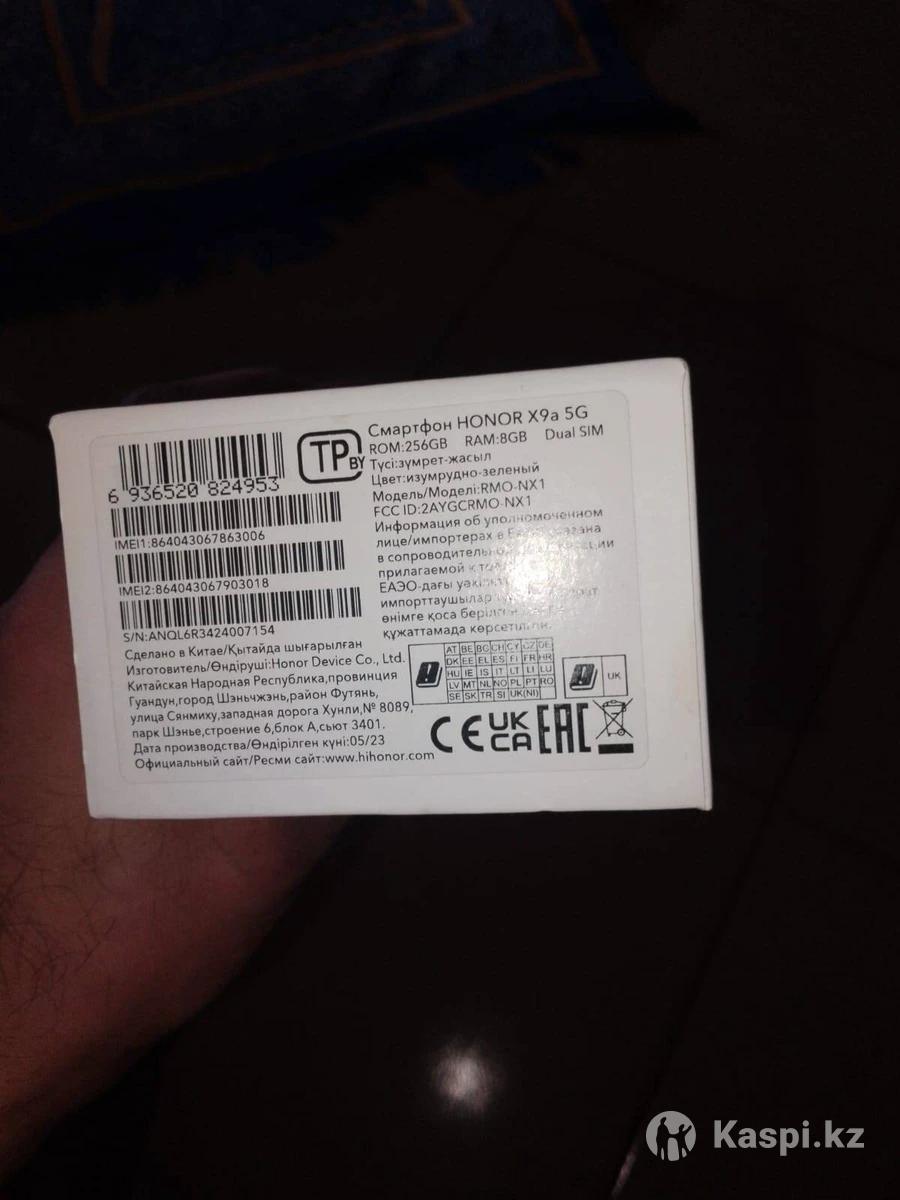 6 936520 824953
IMEI1:864043067863006
IMEI2:864043067903018
S/N:ANQL6R3424007154
TP BY
Смартфон HONOR X9a 5G
ROM:256GB RAM:8GB Dual SIM
Түсі:зүмрет-жасыл
Цвет:изумрудно-зеленый
Модель/Моделі:RMO-NX1
FCC ID:2AYGCRMO-NX1
Информация об уполномоченном
лице/импортерах в
в сопроводительной
прилагаемой к
ЕАЭО-дағы
импорттаушылар
өнімге қоса
құжаттамада көрсетілген.
Сделано в Китае/Қытайда шығарылған
Изготовитель/Өндіруші:Honor Device Co., Ltd.
Китайская Народная Республика,провинция
Гуандун,город Шэньчжэнь,район Футянь,
улица Сянмиху,западная дорога Хунли,№ 8089,
парк Шэнье,строение 6,блок А,сьют 3401.
Дата производства/Өндірілген күні:05/23
Официальный сайт/Ресми сайт:www.hihonor.com
AT BE BG CH CY CZ DE
DK EE EL ES FI FR HR
HU IE IS IT LT LI LU
LV MT NL NO PL PT RO
SE SK TR SI UK(NI)
UK
CE UK CA EAC
Kaspi.kz